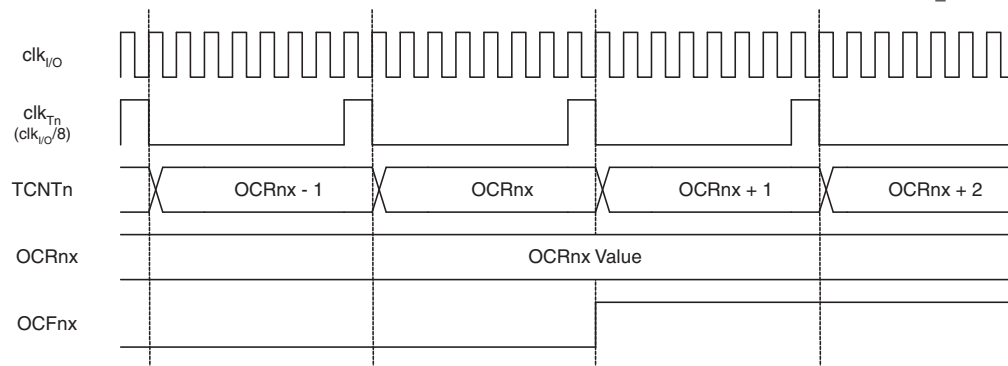 clkI/O
clkTn
(clkI/O/8)
TCNTn OCRnx - 1 OCRnx OCRnx + 1 OCRnx + 2
OCRnx OCRnx Value
OCFnx